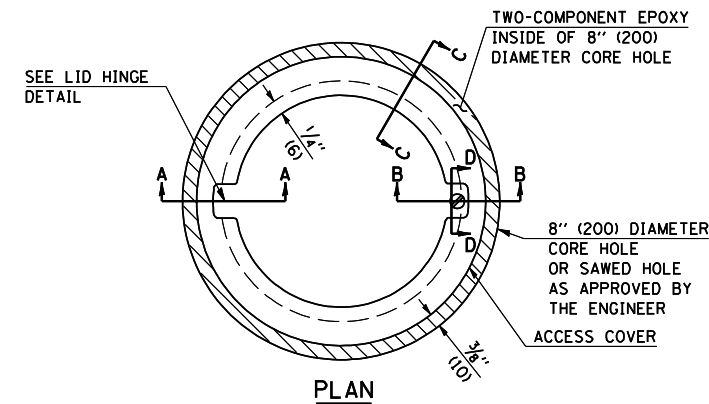 TWO-COMPONENT EPOXY
INSIDE OF 8" (200)
DIAMETER CORE HOLE
SEE LID HINGE
DETAIL
C
C
1/4"
(6)
A
A
B
D
B
D
8" (200) DIAMETER
CORE HOLE
OR SAWED HOLE
AS APPROVED BY
THE ENGINEER
ACCESS COVER
3/8"
(10)
PLAN